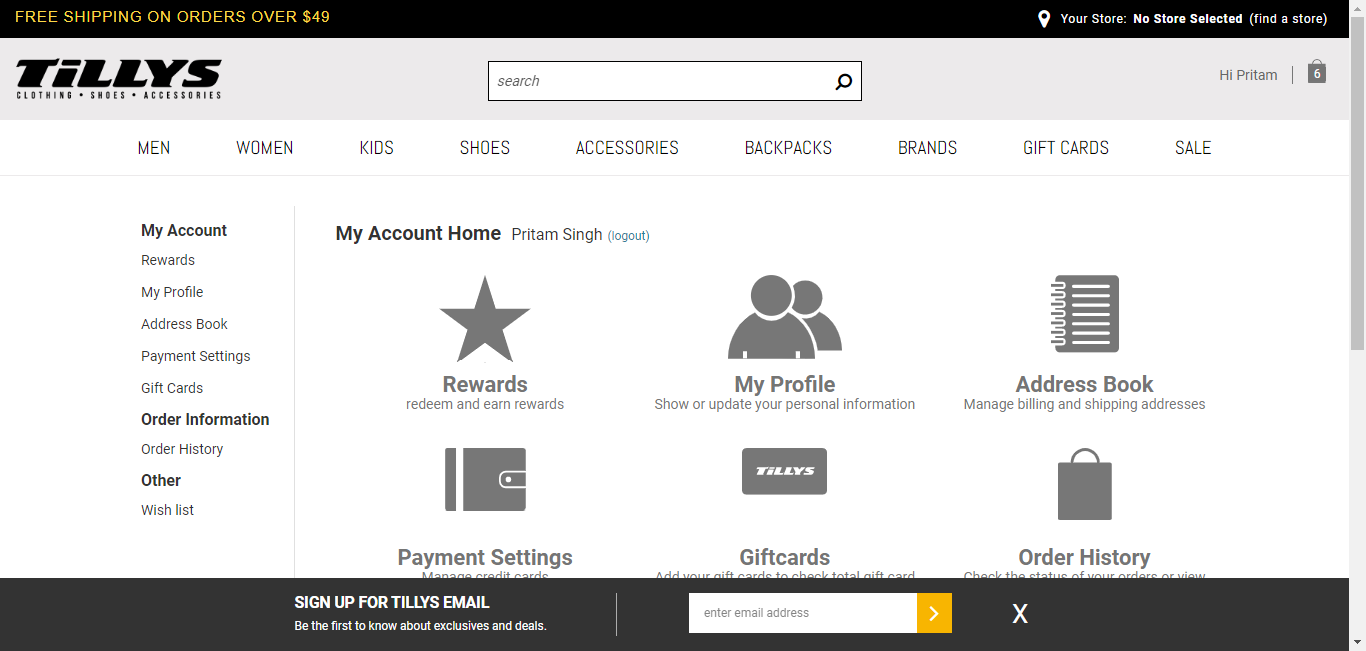 FREE SHIPPING ON ORDERS OVER $49
Your Store: No Store Selected (find a store)
TiLLYS
CLOTHING • SHOES • ACCESSORIES
search
Hi Pritam
6
MEN WOMEN KIDS SHOES ACCESSORIES BACKPACKS BRANDS GIFT CARDS SALE
My Account
Rewards
My Profile
Address Book
Payment Settings
Gift Cards
Order Information
Order History
Other
Wish list
My Account Home Pritam Singh (logout)
Rewards
redeem and earn rewards
My Profile
Show or update your personal information
Address Book
Manage billing and shipping addresses
Payment Settings
Manage credit cards
TiLLYS
Giftcards
Add your gift cards to check total gift card
Order History
Check the status of your orders or view
SIGN UP FOR TILLYS EMAIL
Be the first to know about exclusives and deals.
enter email address
X